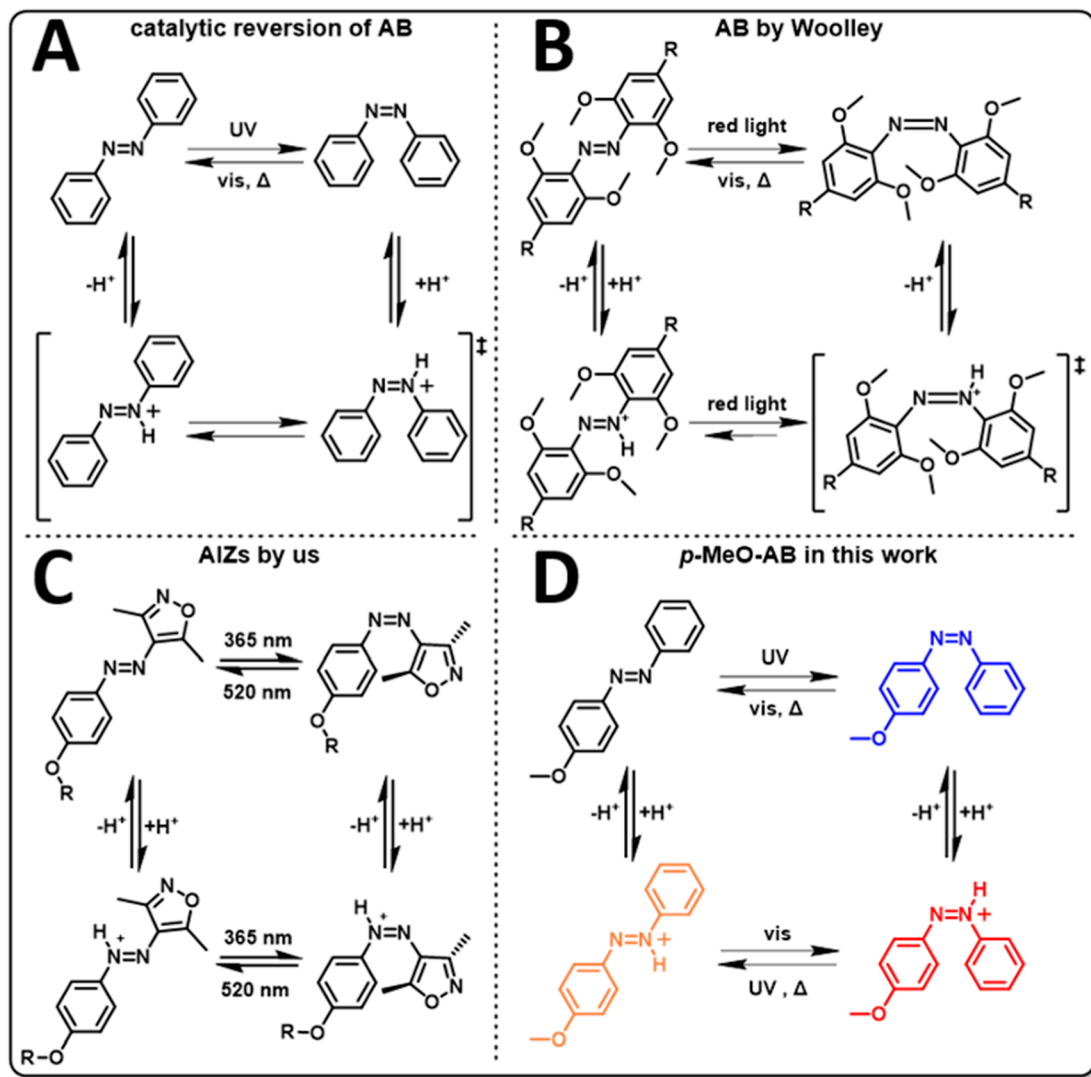 A
catalytic reversion of AB
N=N
UV
vis, Δ
N=N
-H⁺
+H⁺
N=N
+
H
N=N
H
+
‡
B
AB by Woolley
R
O
O
O
N=N
O
R
red light
vis, Δ
O
N=N
O
O
O
R
R
-H⁺
+H⁺
-H⁺
R
O
O
O
N=N
+
H
O
R
red light
H
O
N=N
+
O
O
O
R
R
‡
C
AIZs by us
N
O
N=N
O
R
365 nm
520 nm
N=N
O
N
O
R
-H⁺
+H⁺
-H⁺
+H⁺
N
O
H
+
N=N
R-O
365 nm
520 nm
H
+
N=N
O
N
R-O
D
p-MeO-AB in this work
N=N
O
UV
vis, Δ
N=N
O
-H⁺
+H⁺
-H⁺
+H⁺
N=N
+
H
O
vis
UV , Δ
H
N=N
+
O